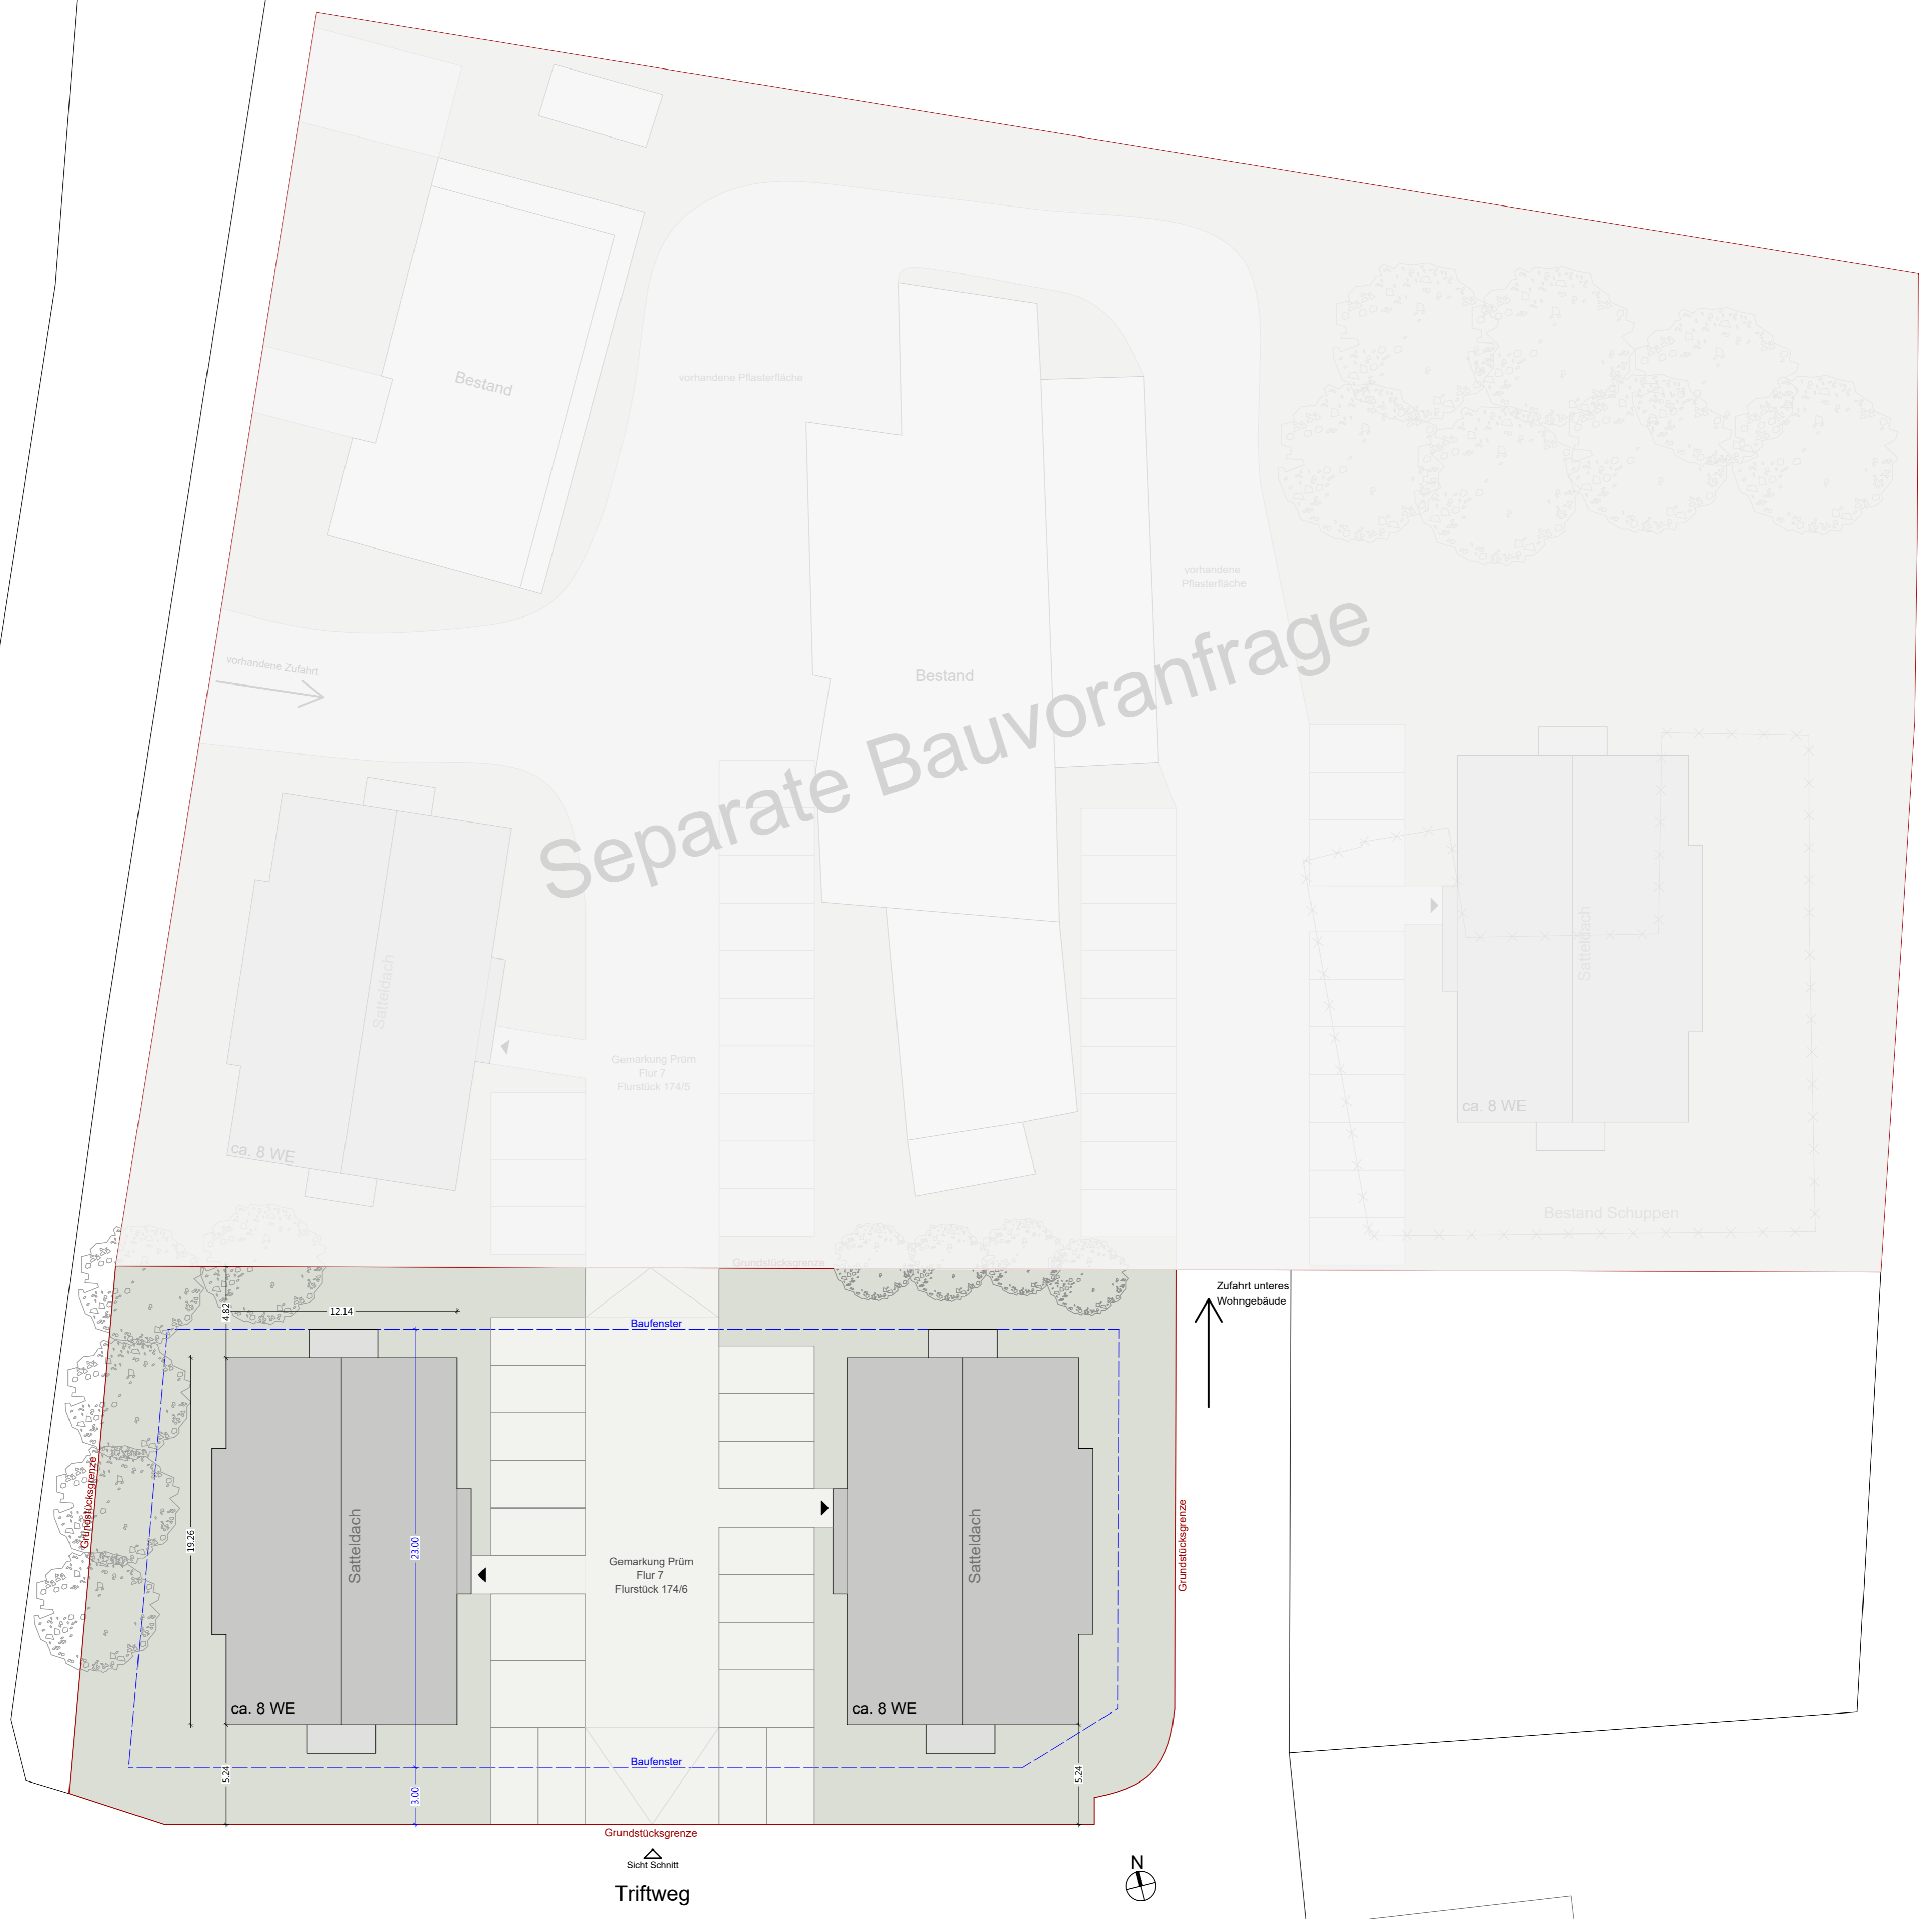 Bestand
vorhandene Pflasterfläche
vorhandene
Pflasterfläche
Separate Bauvoranfrage
vorhandene Zufahrt
Bestand
Satteldach
Satteldach
Gemarkung Prüm
Flur 7
Flurstück 174/5
ca. 8 WE
ca. 8 WE
Bestand Schuppen
Grundstücksgrenze
Zufahrt unteres
Wohngebäude
4.82
12.14
Baufenster
Grundstücksgrenze
19.26
Satteldach
23.00
Gemarkung Prüm
Flur 7
Flurstück 174/6
Satteldach
Grundstücksgrenze
ca. 8 WE
ca. 8 WE
Baufenster
5.24
3.00
5.24
Grundstücksgrenze
Sicht Schnitt
Triftweg
N